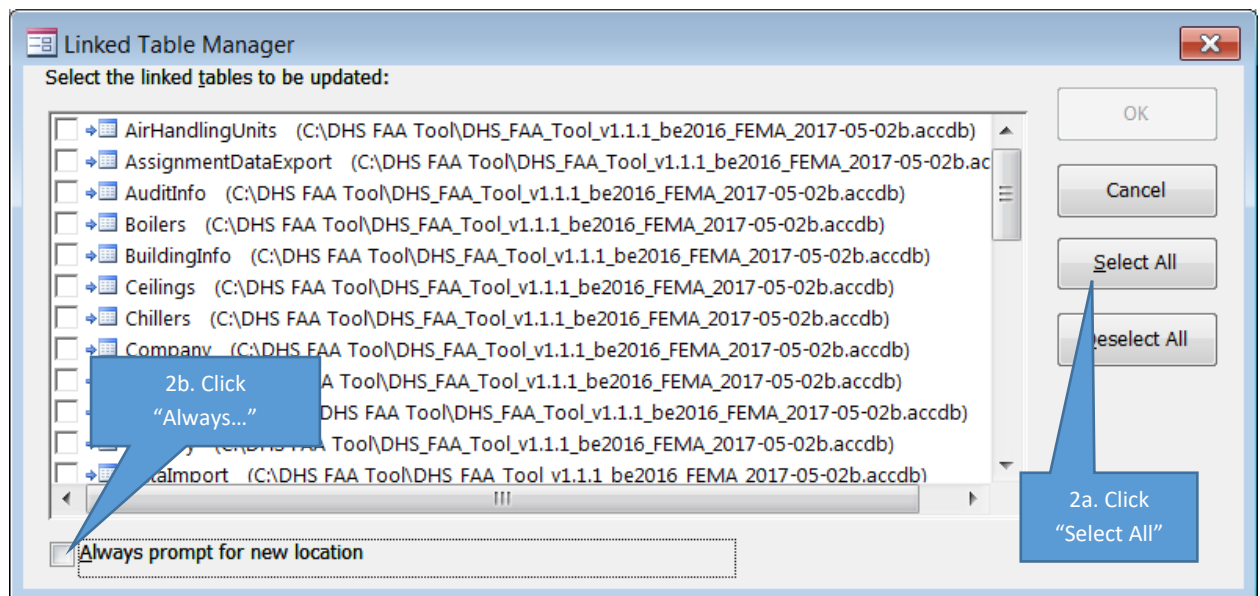 Linked Table Manager
Select the linked tables to be updated:
AirHandlingUnits (C:\DHS FAA Tool\DHS_FAA_Tool_v1.1.1_be2016_FEMA_2017-05-02b.accdb)
AssignmentDataExport (C:\DHS FAA Tool\DHS_FAA_Tool_v1.1.1_be2016_FEMA_2017-05-02b.ac
AuditInfo (C:\DHS FAA Tool\DHS_FAA_Tool_v1.1.1_be2016_FEMA_2017-05-02b.accdb)
Boilers (C:\DHS FAA Tool\DHS_FAA_Tool_v1.1.1_be2016_FEMA_2017-05-02b.accdb)
BuildingInfo (C:\DHS FAA Tool\DHS_FAA_Tool_v1.1.1_be2016_FEMA_2017-05-02b.accdb)
Ceilings (C:\DHS FAA Tool\DHS_FAA_Tool_v1.1.1_be2016_FEMA_2017-05-02b.accdb)
Chillers (C:\DHS FAA Tool\DHS_FAA_Tool_v1.1.1_be2016_FEMA_2017-05-02b.accdb)
Company (C:\DHS FAA Tool\DHS_FAA_Tool_v1.1.1_be2016_FEMA_2017-05-02b.accdb)
A Tool\DHS_FAA_Tool_v1.1.1_be2016_FEMA_2017-05-02b.accdb)
DHS FAA Tool\DHS_FAA_Tool_v1.1.1_be2016_FEMA_2017-05-02b.accdb)
(C:\DHS FAA Tool\DHS_FAA_Tool_v1.1.1_be2016_FEMA_2017-05-02b.accdb)
taImport (C:\DHS FAA Tool\DHS_FAA_Tool_v1.1.1_be2016_FEMA_2017-05-02b.accdb)
Always prompt for new location
OK
Cancel
Select All
eselect All
2b. Click
“Always…”
2a. Click
“Select All”